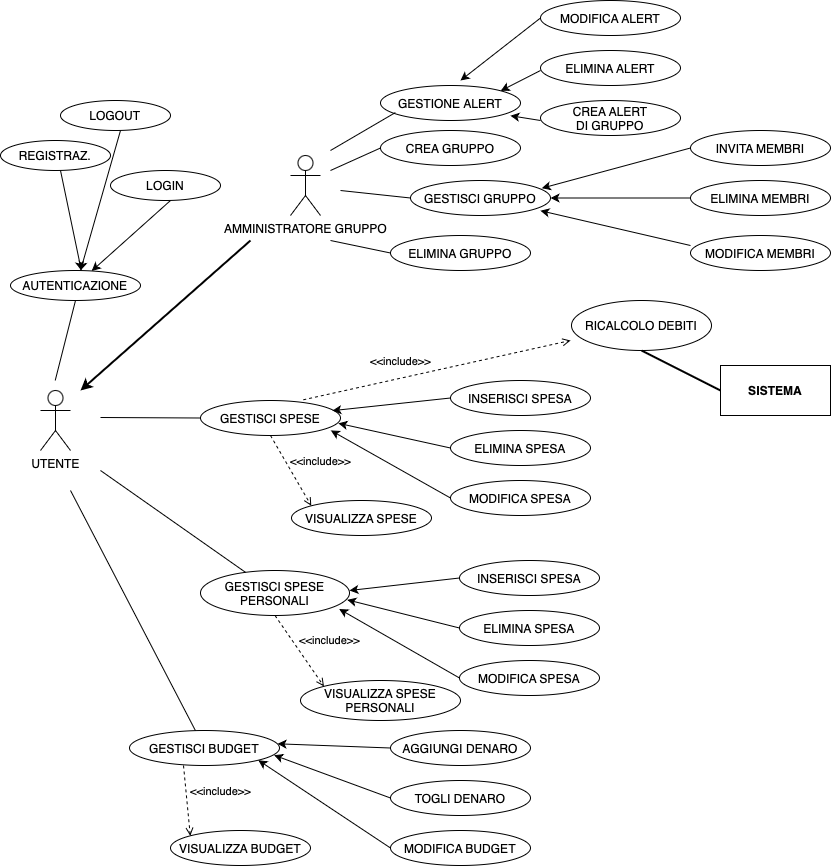 MODIFICA ALERT
ELIMINA ALERT
GESTIONE ALERT
CREA ALERT
DI GRUPPO
LOGOUT
REGISTRAZ.
LOGIN
CREA GRUPPO
INVITA MEMBRI
GESTISCI GRUPPO
ELIMINA MEMBRI
AMMINISTRATORE GRUPPO
ELIMINA GRUPPO
MODIFICA MEMBRI
AUTENTICAZIONE
RICALCOLO DEBITI
<<include>>
SISTEMA
INSERISCI SPESA
GESTISCI SPESE
ELIMINA SPESA
UTENTE
<<include>>
MODIFICA SPESA
VISUALIZZA SPESE
INSERISCI SPESA
GESTISCI SPESE
PERSONALI
ELIMINA SPESA
<<include>>
MODIFICA SPESA
VISUALIZZA SPESE
PERSONALI
GESTISCI BUDGET
AGGIUNGI DENARO
<<include>>
TOGLI DENARO
VISUALIZZA BUDGET
MODIFICA BUDGET